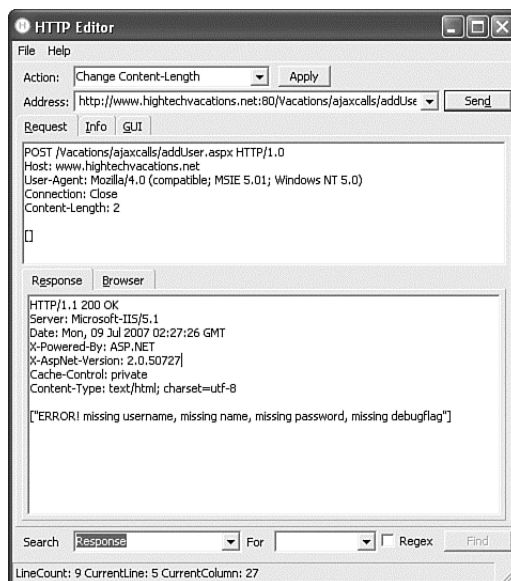 HTTP Editor
File Help
Action: Change Content-Length Apply
Address: http://www.hightechvacations.net:80/Vacations/ajaxcalls/addUse Send
Request Info GUI
POST /Vacations/ajaxcalls/addUser.aspx HTTP/1.0
Host: www.hightechvacations.net
User-Agent: Mozilla/4.0 (compatible; MSIE 5.01; Windows NT 5.0)
Connection: Close
Content-Length: 2
[]
Response Browser
HTTP/1.1 200 OK
Server: Microsoft-IIS/5.1
Date: Mon, 09 Jul 2007 02:27:26 GMT
X-Powered-By: ASP.NET
X-AspNet-Version: 2.0.50727
Cache-Control: private
Content-Type: text/html; charset=utf-8
["ERROR! missing username, missing name, missing password, missing debugflag"]
Search Response For Regex Find
LineCount: 9 CurrentLine: 5 CurrentColumn: 27